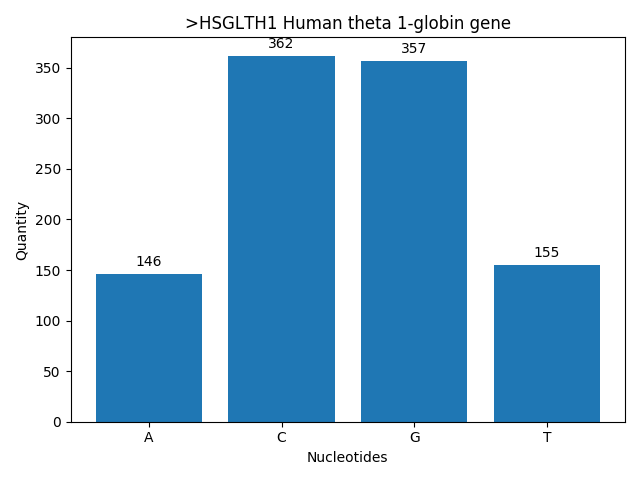 >HSGLTH1 Human theta 1-globin gene
362
357
350
300
250
200
150
100
50
0
146
155
Quantity
A
C
G
T
Nucleotides